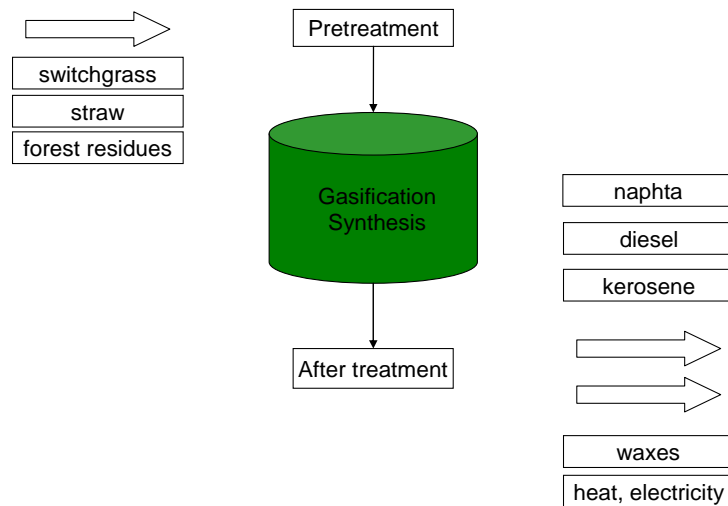 Pretreatment
switchgrass
straw
forest residues
Gasification
Synthesis
naphta
diesel
kerosene
After treatment
waxes
heat, electricity